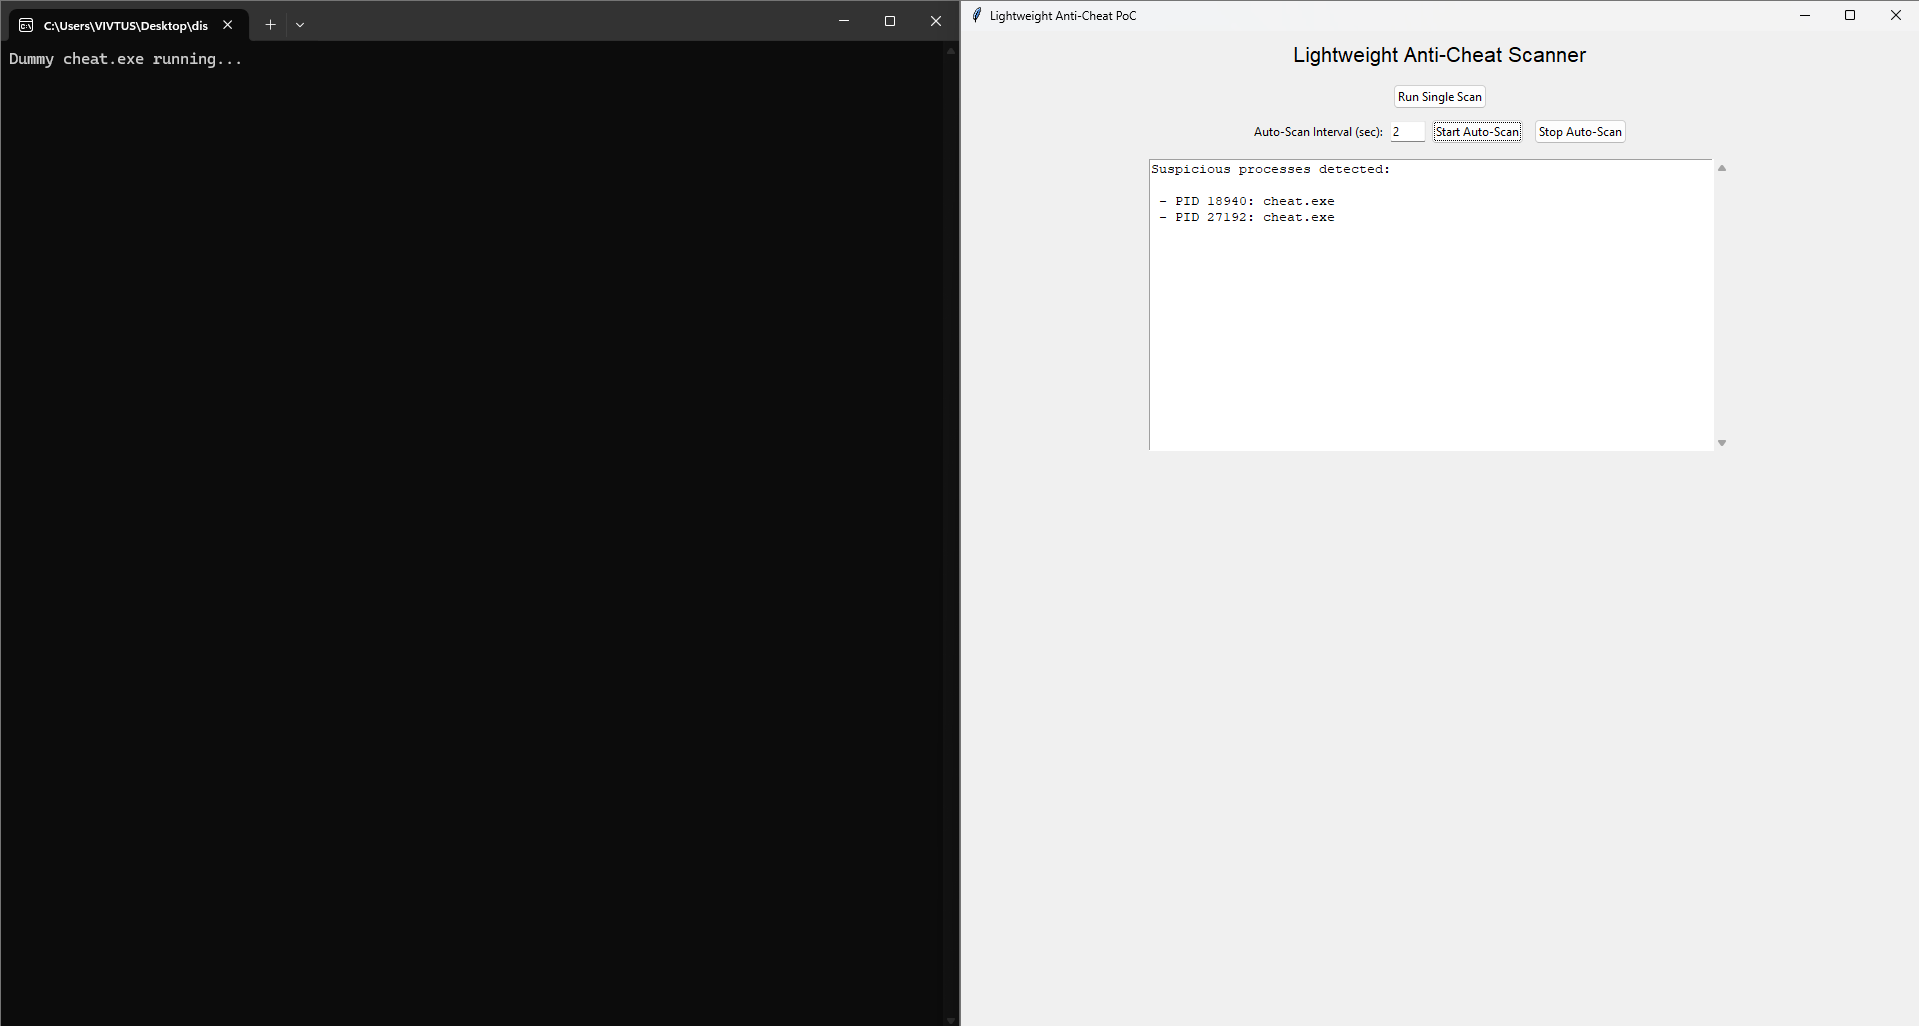 C:\Users\VIVTUS\Desktop\dis
Dummy cheat.exe running...
Lightweight Anti-Cheat PoC
Lightweight Anti-Cheat Scanner
Run Single Scan
Auto-Scan Interval (sec): 2 Start Auto-Scan Stop Auto-Scan
Suspicious processes detected:
- PID 18940: cheat.exe
- PID 27192: cheat.exe